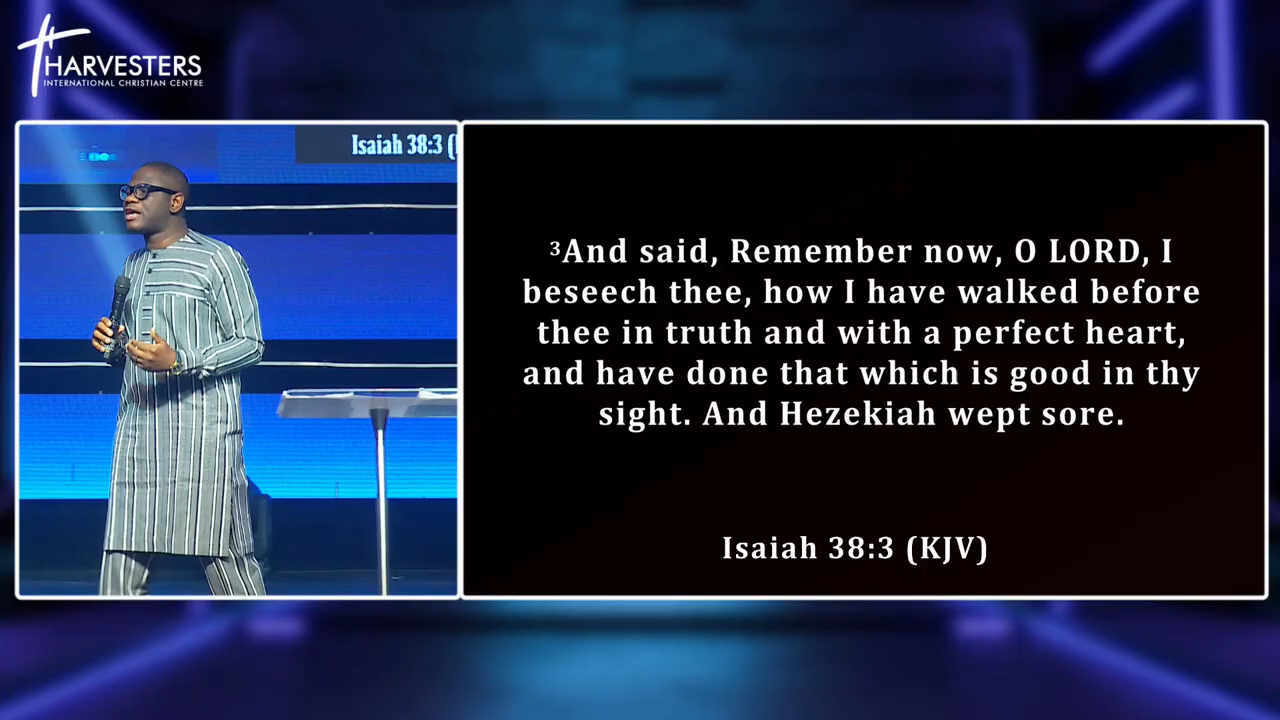 HARVESTERS
INTERNATIONAL CHRISTIAN CENTRE
Isaiah 38:3 (
³And said, Remember now, O LORD, I
beseech thee, how I have walked before
thee in truth and with a perfect heart,
and have done that which is good in thy
sight. And Hezekiah wept sore.
Isaiah 38:3 (KJV)